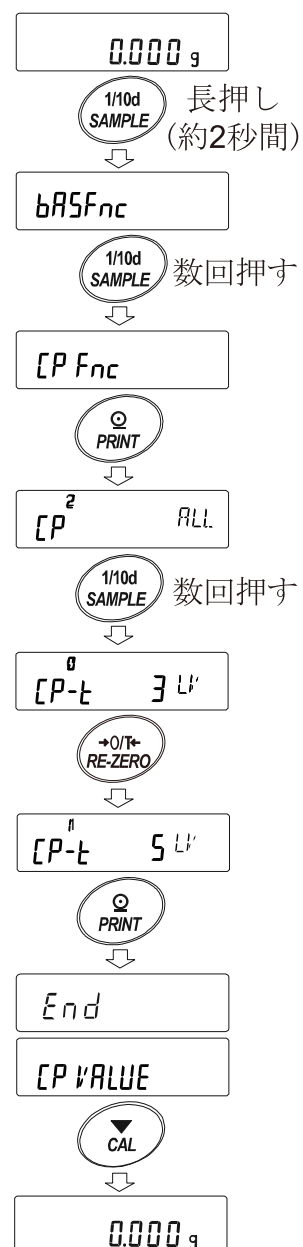 0.000 g
1/10d
SAMPLE
長押し
(約2秒間)
bASFnc
1/10d
SAMPLE
数回押す
CP Fnc
PRINT
2
CP ALL
1/10d
SAMPLE
数回押す
0
CP-t 3 LV
→0/T←
RE-ZERO
1
CP-t 5 LV
PRINT
End
CP VALUE
CAL
0.000 g